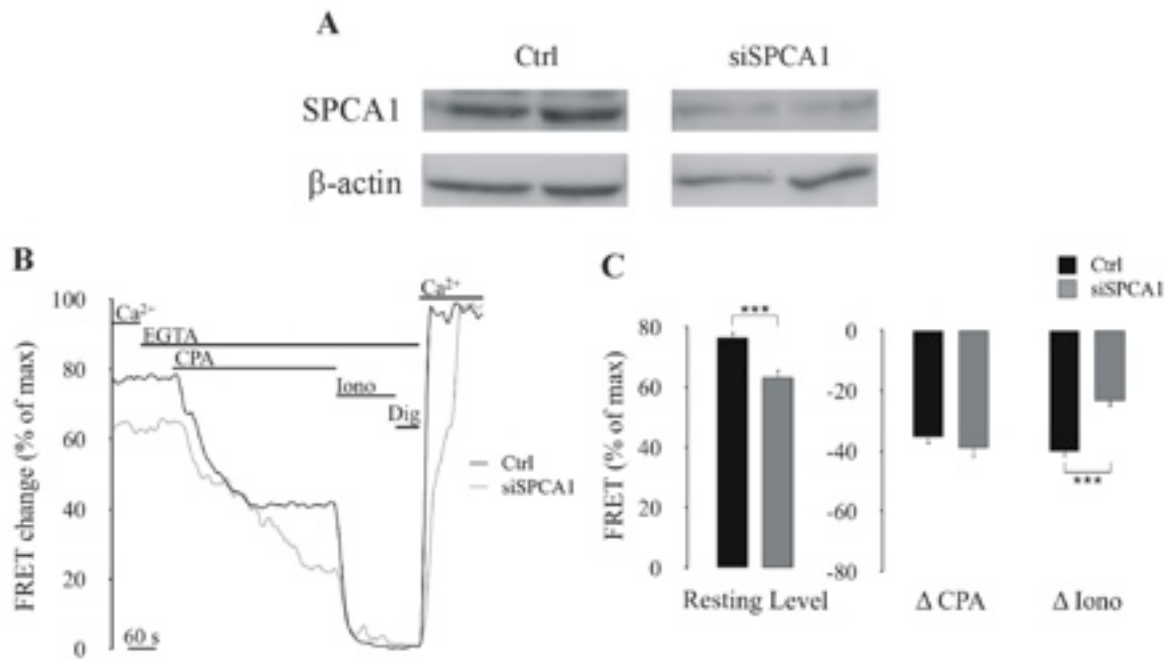 A
Ctrl siSPCA1
SPCA1
β-actin
B
FRET change (% of max)
100
80
60
40
20
0
Ca²⁺
EGTA
CPA
Iono
Dig
Ca²⁺
Ctrl
siSPCA1
60 s
C
Ctrl
siSPCA1
FRET (% of max)
80
60
40
20
0
***
Resting Level
-0
-20
-40
-60
-80
***
Δ CPA
Δ Iono